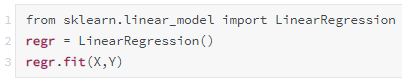 1 from sklearn.linear_model import LinearRegression
2 regr = LinearRegression()
3 regr.fit(X,Y)